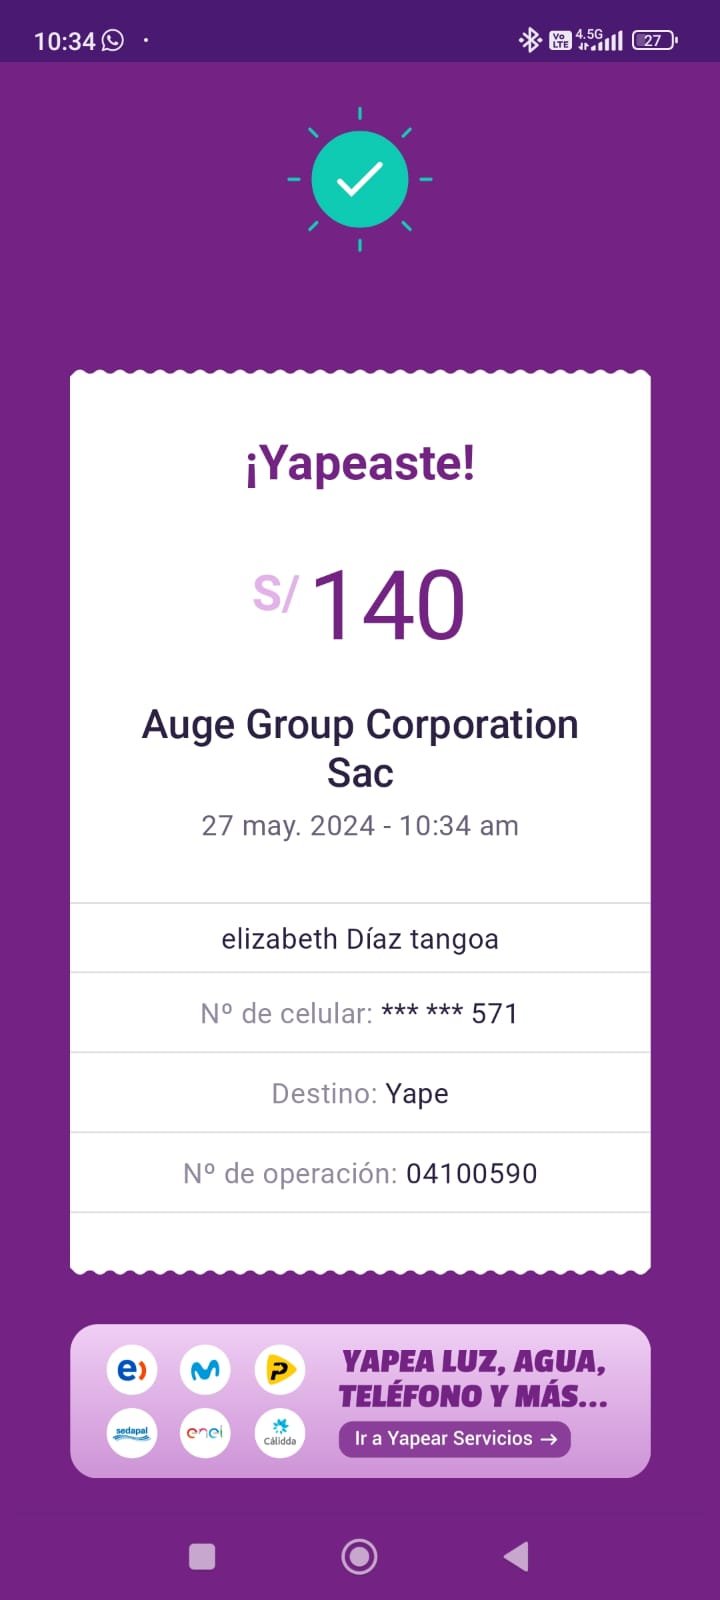 10:34
Vo LTE 4.5G 27
¡Yapeaste!
S/ 140
Auge Group Corporation
Sac
27 may. 2024 - 10:34 am
elizabeth Díaz tangoa
Nº de celular: *** *** 571
Destino: Yape
Nº de operación: 04100590
e)
P
YAPEA LUZ, AGUA,
TELÉFONO Y MÁS...
sedapal enel Cálidda
Ir a Yapear Servicios →